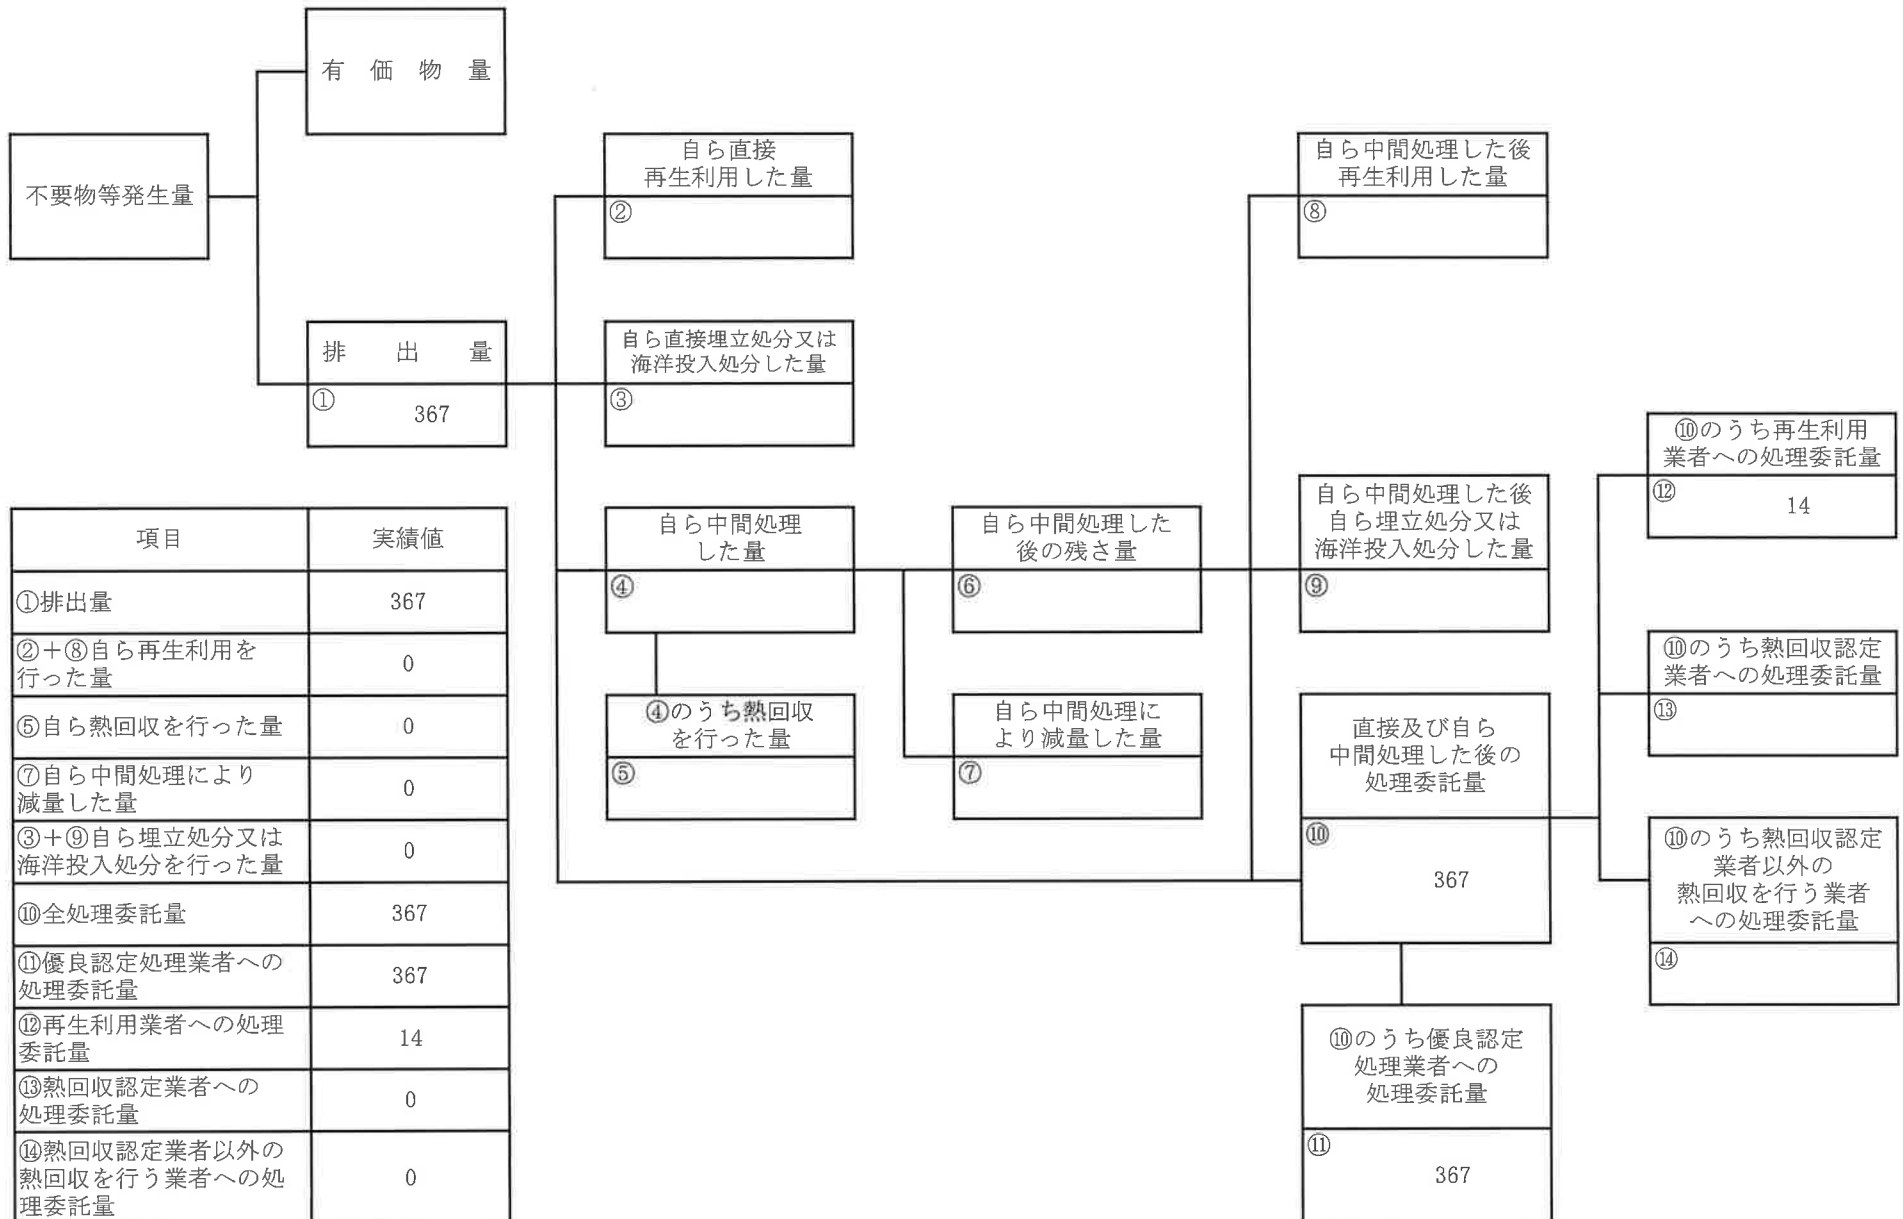 有価物量
不要物等発生量
排出量
①
367
自ら直接
再生利用した量
②
自ら直接埋立処分又は
海洋投入処分した量
③
自ら中間処理
した量
④
④のうち熱回収
を行った量
⑤
自ら中間処理した
後の残さ量
⑥
自ら中間処理に
より減量した量
⑦
自ら中間処理した後
再生利用した量
⑧
自ら中間処理した後
自ら埋立処分又は
海洋投入処分した量
⑨
直接及び自ら
中間処理した後の
処理委託量
⑩
367
⑩のうち優良認定
処理業者への
処理委託量
⑪
367
⑩のうち再生利用
業者への処理委託量
⑫
14
⑩のうち熱回収認定
業者への処理委託量
⑬
⑩のうち熱回収認定
業者以外の
熱回収を行う業者
への処理委託量
⑭
項目 実績値
①排出量 367
②+⑧自ら再生利用を
行った量 0
⑤自ら熱回収を行った量 0
⑦自ら中間処理により
減量した量 0
③+⑨自ら埋立処分又は
海洋投入処分を行った量 0
⑩全処理委託量 367
⑪優良認定処理業者への
処理委託量 367
⑫再生利用業者への処理
委託量 14
⑬熱回収認定業者への
処理委託量 0
⑭熱回収認定業者以外の
熱回収を行う業者への処 0
理委託量